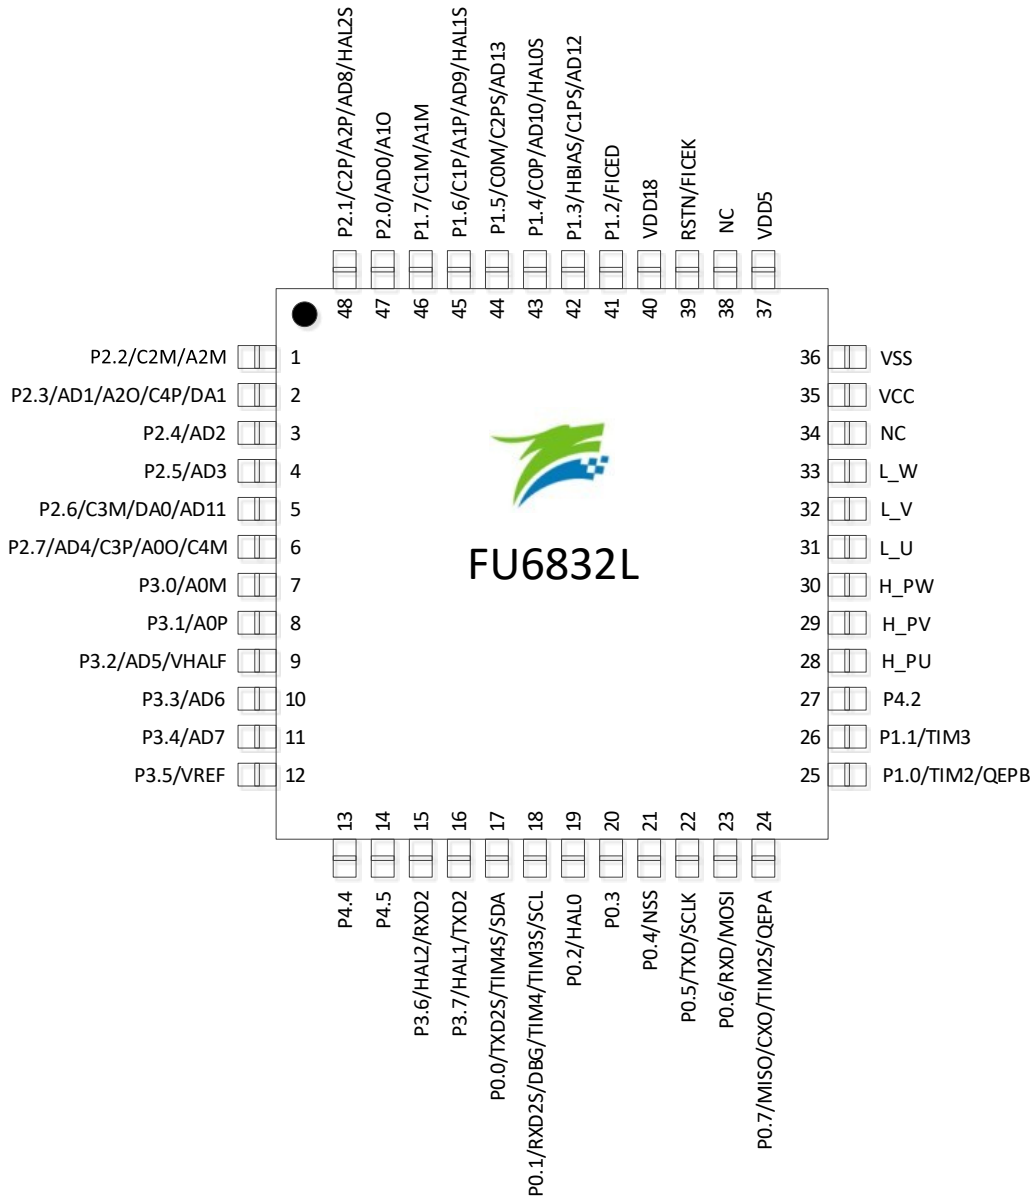 P2.1/C2P/A2P/AD8/HAL2S
P2.0/AD0/A1O
P1.7/C1M/A1M
P1.6/C1P/A1P/AD9/HAL1S
P1.5/C0M/C2PS/AD13
P1.4/C0P/AD10/HAL0S
P1.3/HBIAS/C1PS/AD12
P1.2/FICED
VDD18
RSTN/FICEK
NC
VDD5
48 47 46 45 44 43 42 41 40 39 38 37
P2.2/C2M/A2M 1
P2.3/AD1/A2O/C4P/DA1 2
P2.4/AD2 3
P2.5/AD3 4
P2.6/C3M/DA0/AD11 5
P2.7/AD4/C3P/A0O/C4M 6
P3.0/A0M 7
P3.1/A0P 8
P3.2/AD5/VHALF 9
P3.3/AD6 10
P3.4/AD7 11
P3.5/VREF 12
FU6832L
36 VSS
35 VCC
34 NC
33 L_W
32 L_V
31 L_U
30 H_PW
29 H_PV
28 H_PU
27 P4.2
26 P1.1/TIM3
25 P1.0/TIM2/QEPB
13 14 15 16 17 18 19 20 21 22 23 24
P4.4
P4.5
P3.6/HAL2/RXD2
P3.7/HAL1/TXD2
P0.0/TXD2S/TIM4S/SDA
P0.1/RXD2S/DBG/TIM4/TIM3S/SCL
P0.2/HAL0
P0.3
P0.4/NSS
P0.5/TXD/SCLK
P0.6/RXD/MOSI
P0.7/MISO/CXO/TIM2S/QEPA